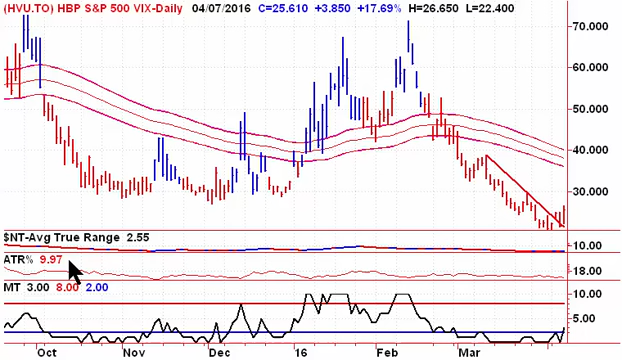 (HVU.TO) HBP S&P 500 VIX-Daily 04/07/2016 C=25.610 +3.850 +17.69% H=26.650 L=22.400
70.000
60.000
50.000
40.000
30.000
$NT-Avg True Range 2.55
10.00
ATR% 9.97
18.00
MT 3.00 8.00 2.00
10.00
5.00
Oct Nov Dec 16 Feb Mar